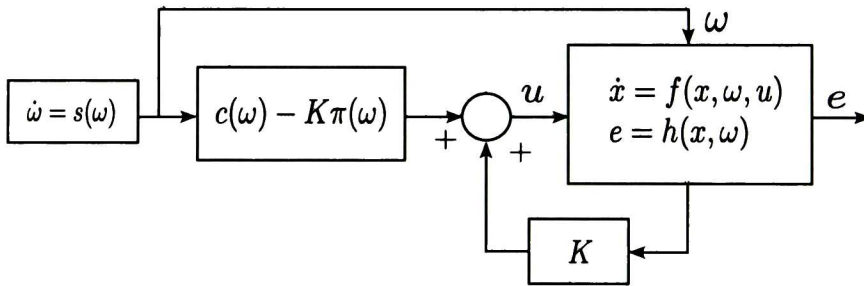 ω
ω̇ = s(ω)
c(ω) − Kπ(ω)
+
+
u
ẋ = f(x, ω, u)
e = h(x, ω)
e
K